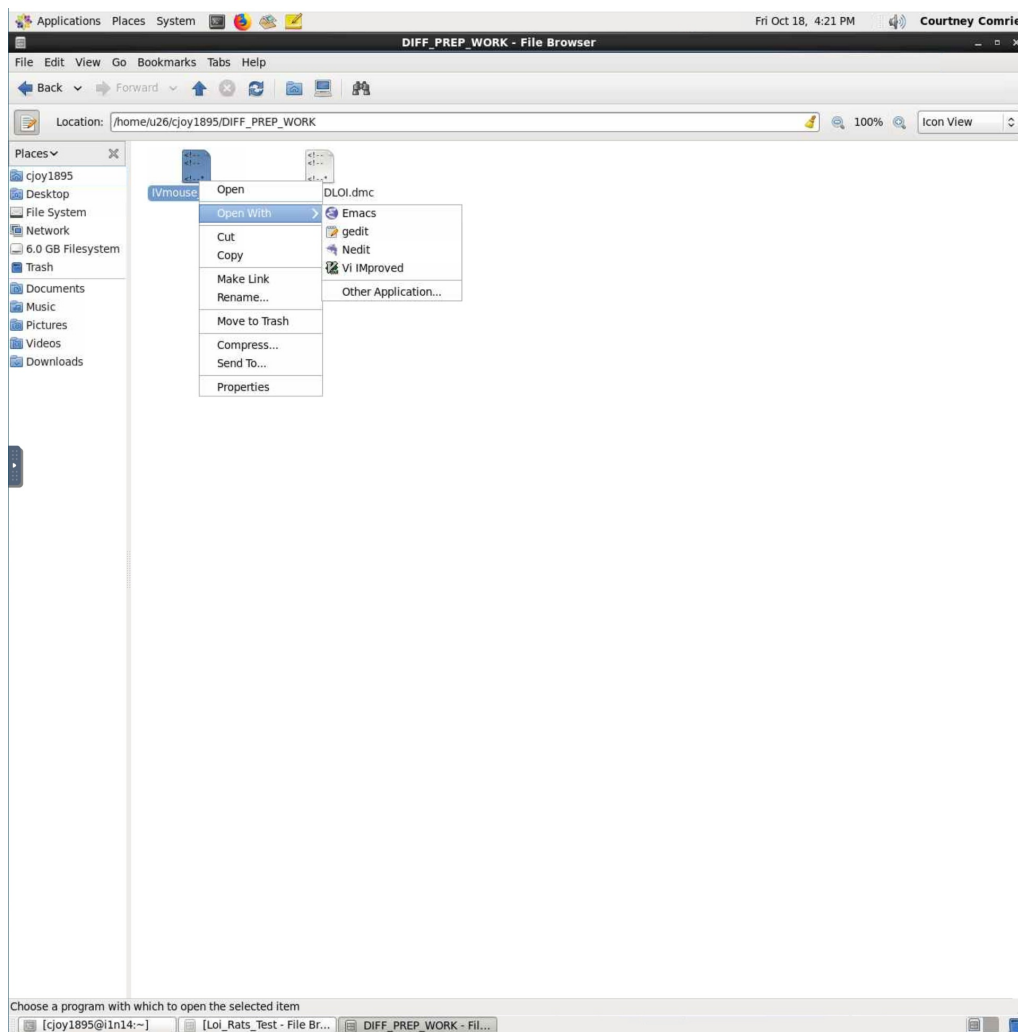 Applications Places System Fri Oct 18, 4:21 PM Courtney Comrie
DIFF_PREP_WORK - File Browser
File Edit View Go Bookmarks Tabs Help
Back Forward
Location: /home/u26/cjoy1895/DIFF_PREP_WORK 100% Icon View
Places
cjoy1895
Desktop
File System
Network
6.0 GB Filesystem
Trash
Documents
Music
Pictures
Videos
Downloads
<!-- <!--
<!-- <!--
<!--* <!--*
IVmouse DLOI.dmc
Open
Open With
Cut
Copy
Make Link
Rename...
Move to Trash
Compress...
Send To...
Properties
Emacs
gedit
Nedit
Vi IMproved
Other Application...
Choose a program with which to open the selected item
[cjoy1895@i1n14:~] [Loi_Rats_Test - File Br... DIFF_PREP_WORK - Fil...